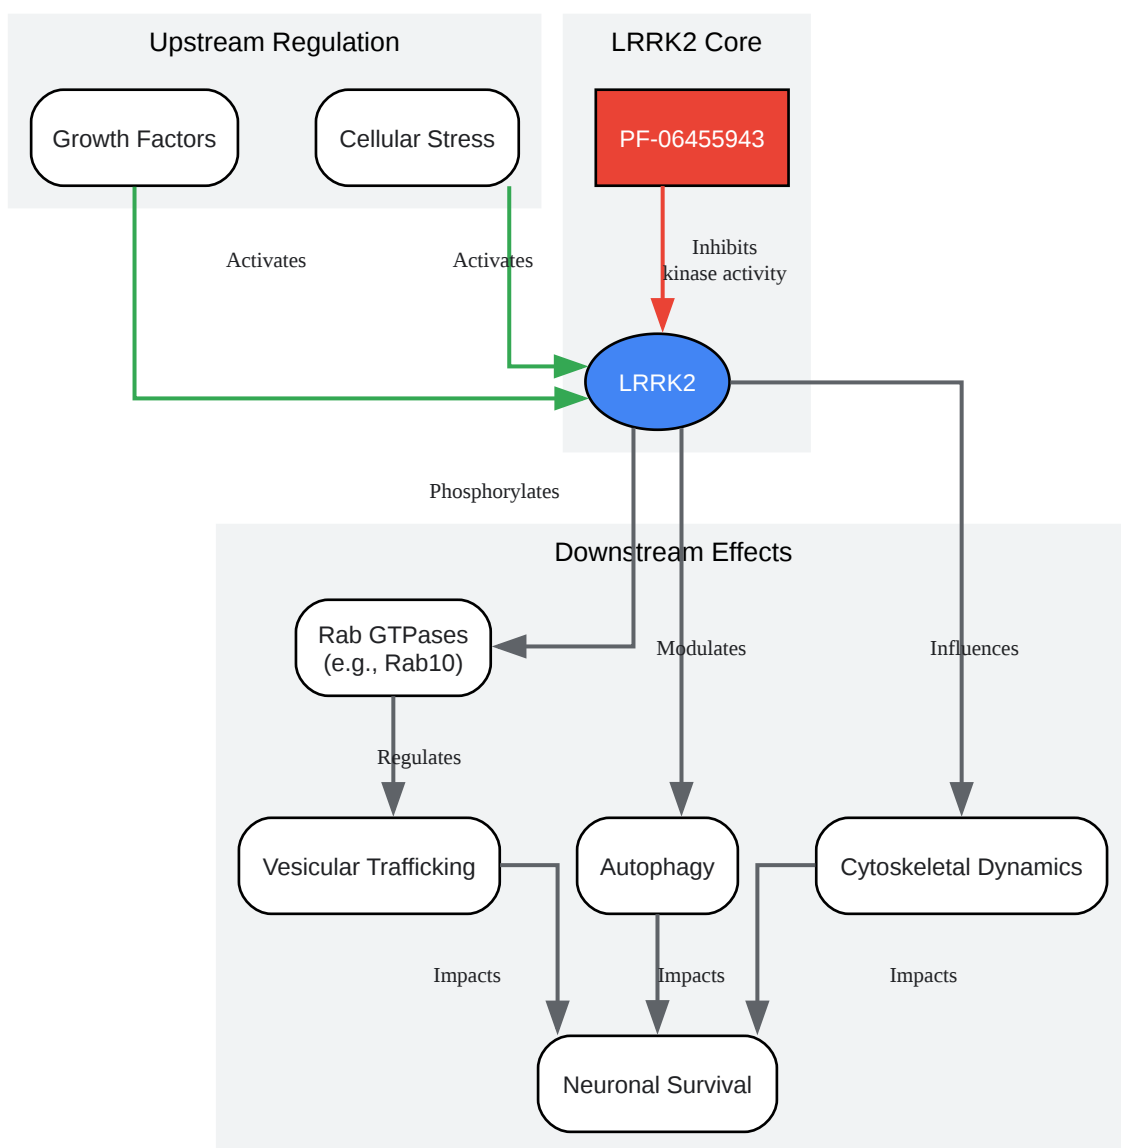 Upstream Regulation
LRRK2 Core
Growth Factors
Cellular Stress
PF-06455943
Activates
Activates
Inhibits
kinase activity
LRRK2
Phosphorylates
Downstream Effects
Rab GTPases
(e.g., Rab10)
Modulates
Influences
Regulates
Vesicular Trafficking
Autophagy
Cytoskeletal Dynamics
Impacts
Impacts
Impacts
Neuronal Survival